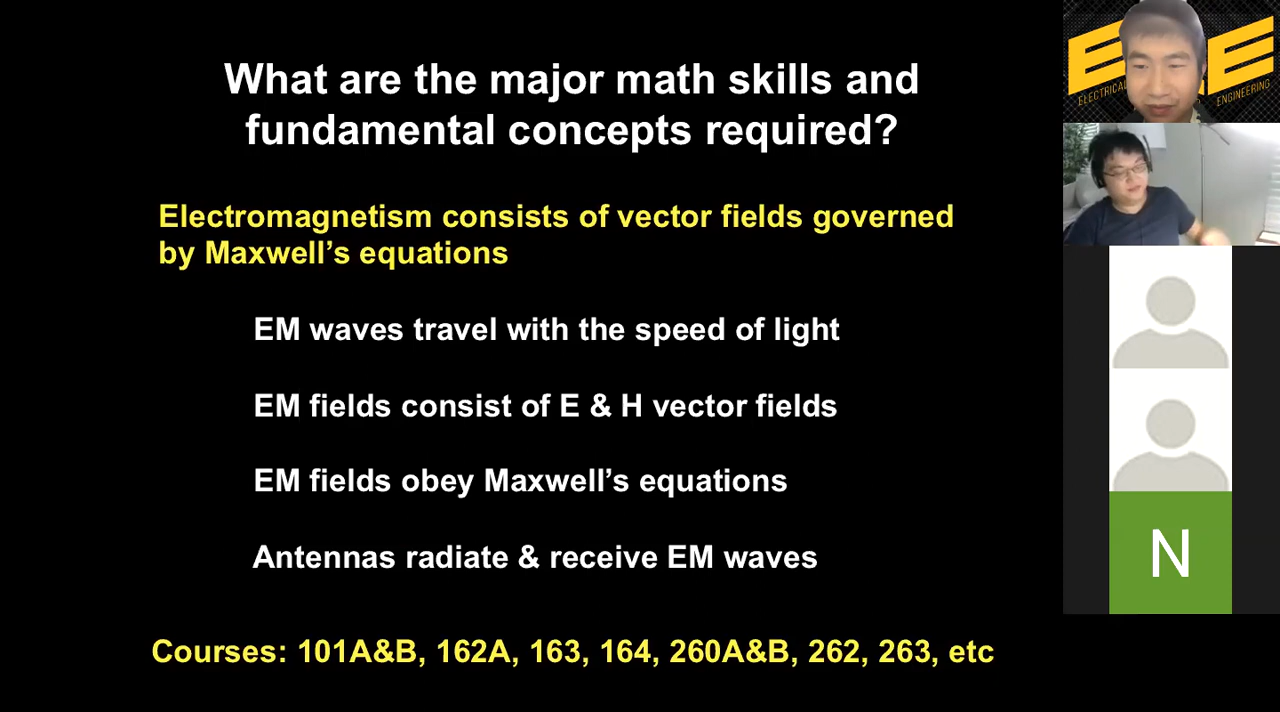 What are the major math skills and
fundamental concepts required?
Electromagnetism consists of vector fields governed
by Maxwell’s equations
EM waves travel with the speed of light
EM fields consist of E & H vector fields
EM fields obey Maxwell’s equations
Antennas radiate & receive EM waves
Courses: 101A&B, 162A, 163, 164, 260A&B, 262, 263, etc
E E
ELECTRICAL ENGINEERING
N